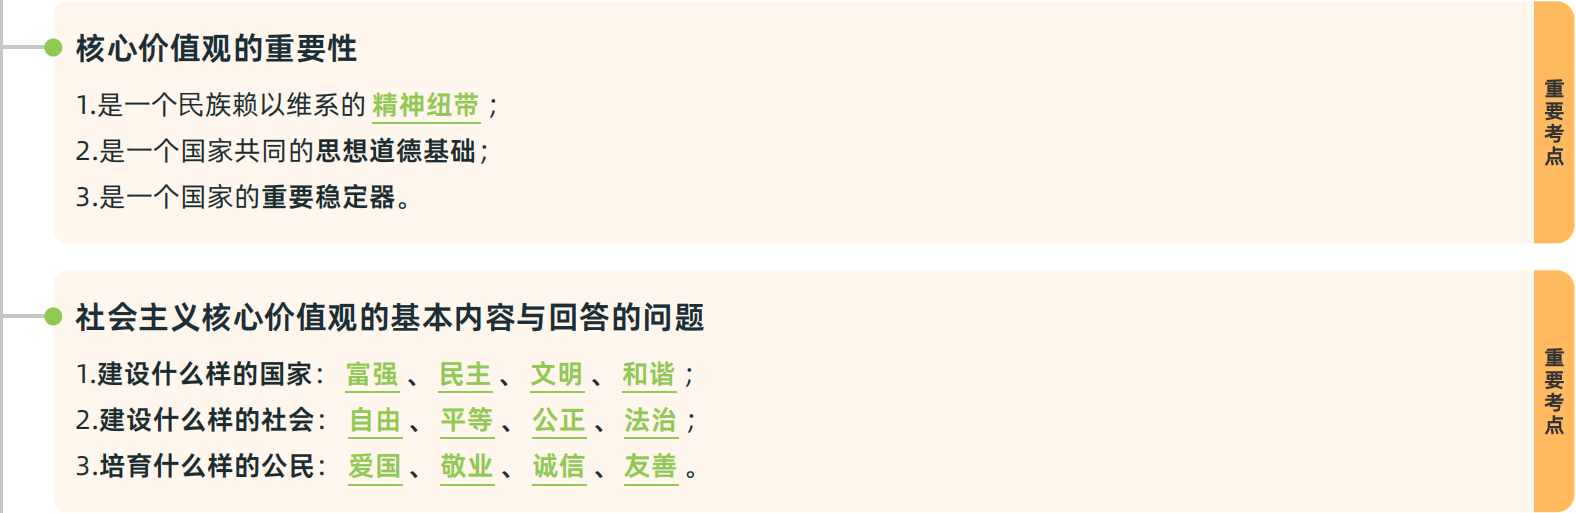 核心价值观的重要性
1.是一个民族赖以维系的精神纽带；
2.是一个国家共同的思想道德基础；
3.是一个国家的重要稳定器。
重要考点
社会主义核心价值观的基本内容与回答的问题
1.建设什么样的国家：富强、民主、文明、和谐；
2.建设什么样的社会：自由、平等、公正、法治；
3.培育什么样的公民：爱国、敬业、诚信、友善。
重要考点